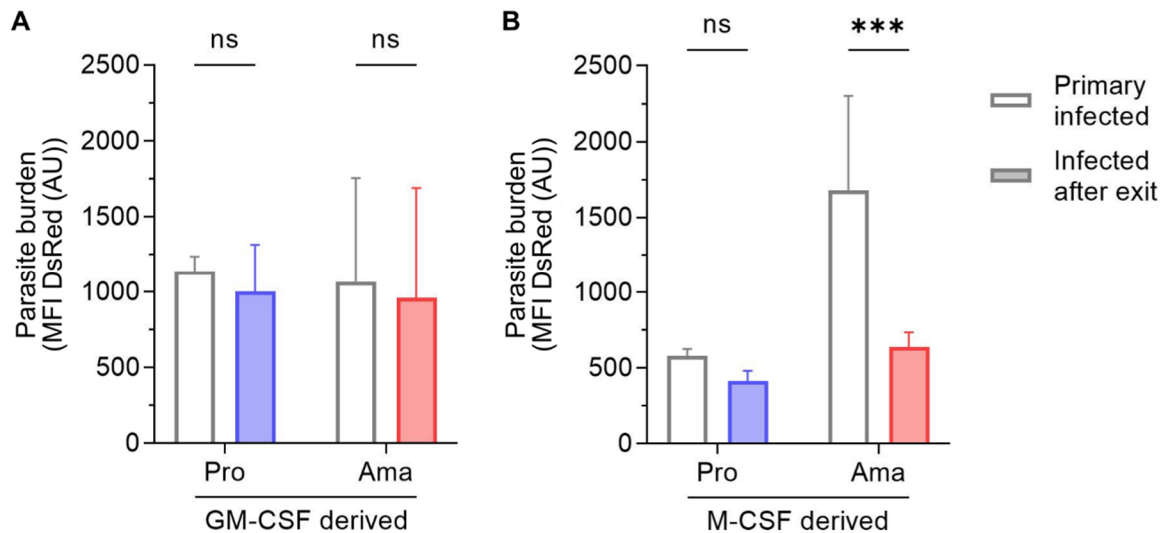 A
ns
ns
2500
2000
1500
1000
500
0
Parasite burden
(MFI DsRed (AU))
Pro
Ama
GM-CSF derived
B
ns
***
2500
2000
1500
1000
500
0
Parasite burden
(MFI DsRed (AU))
Pro
Ama
M-CSF derived
Primary
infected
Infected
after exit